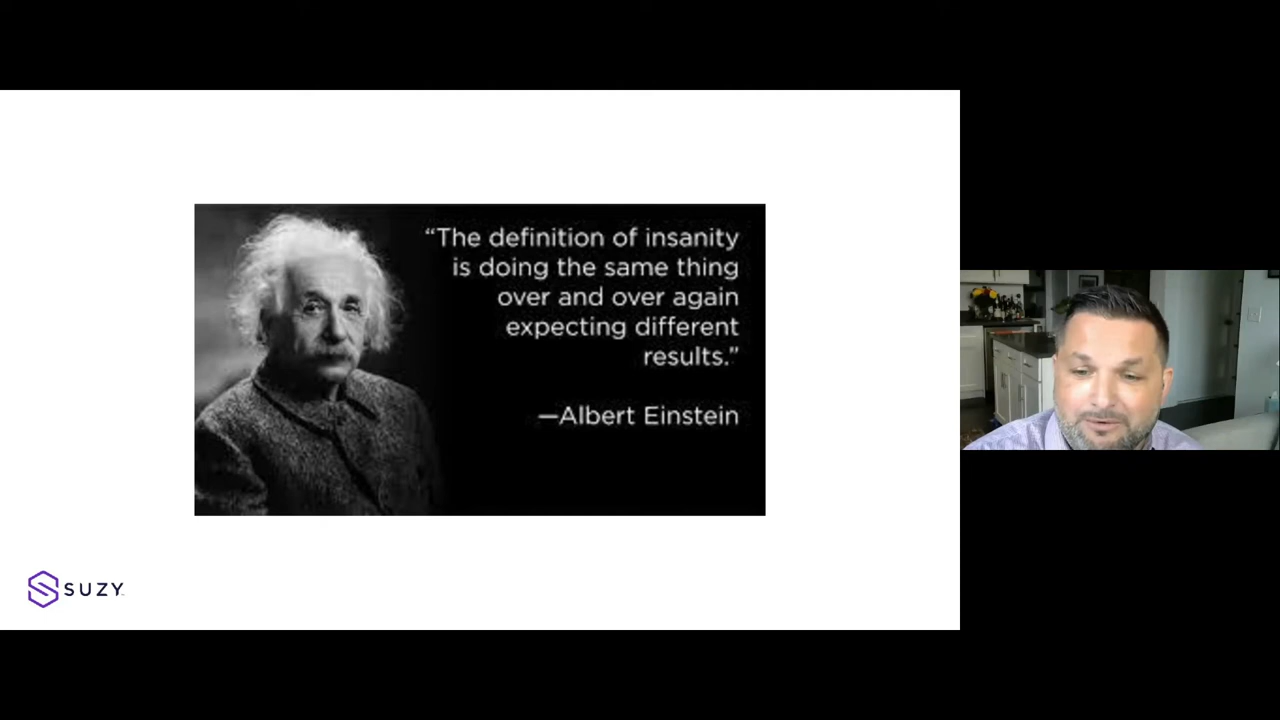 “The definition of insanity
is doing the same thing
over and over again
expecting different
results.”
—Albert Einstein
SUZY